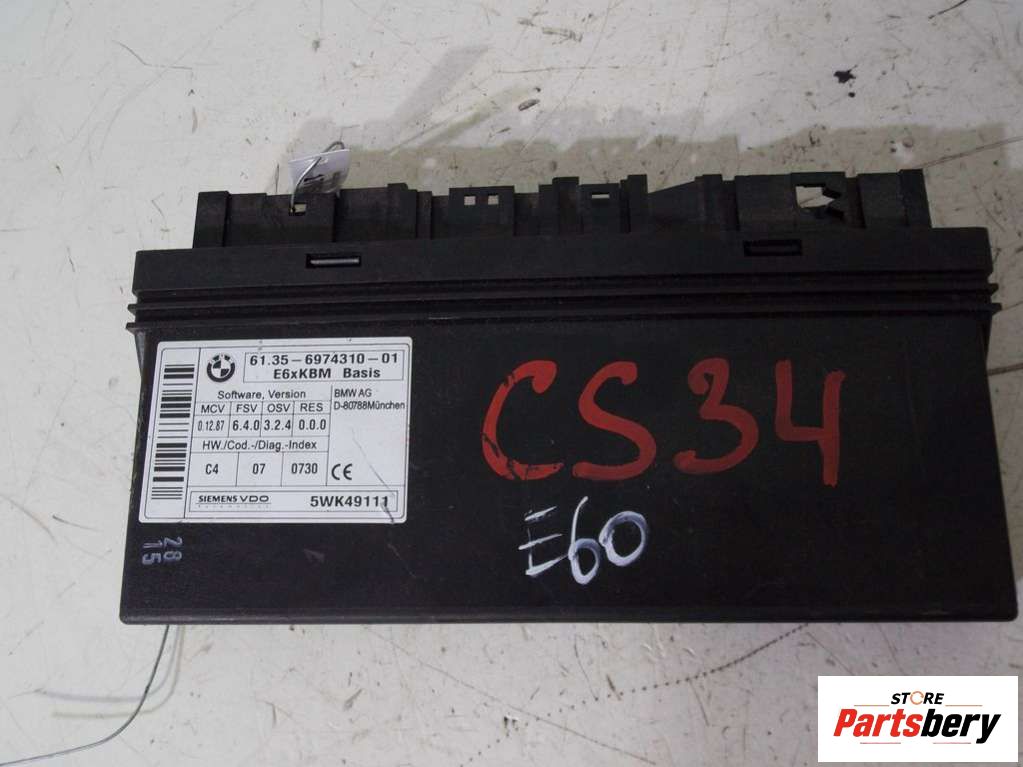 61.35-6974310-01
E6xKBM Basis
Software, Version
BMW AG
D-80788München
MCV FSV OSV RES
0.12.87 6.4.0 3.2.4 0.0.0
HW./Cod.-/Diag.-Index
C4 07 0730 CE
SIEMENS VDO
5WK49111
CS34
E60
28
15
STORE
Partsbery